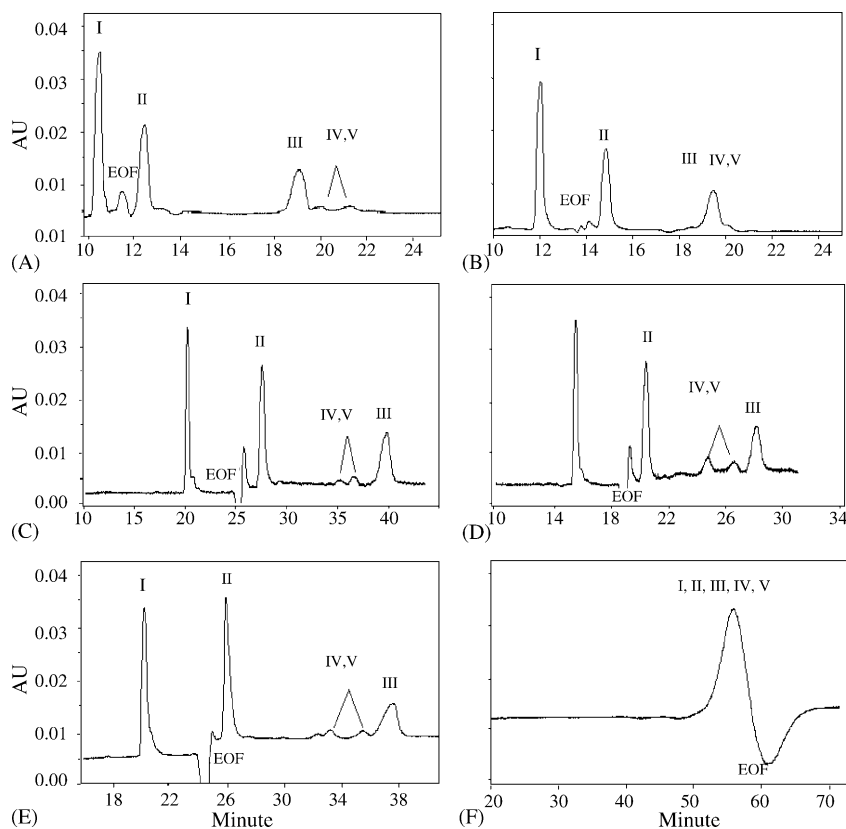 0.04
0.03
0.02
0.01
0.01
AU
I
EOF
II
III
IV,V
10 12 14 16 18 20 22 24
(A)
I
EOF
II
III IV,V
10 12 14 16 18 20 22 24
(B)
0.04
0.03
0.02
0.01
0.00
AU
I
EOF
II
IV,V
III
10 15 20 25 30 35 40 45
(C)
II
EOF
IV,V
III
10 14 18 22 26 31 34
(D)
0.04
0.03
0.02
0.01
0.00
AU
I
II
EOF
IV,V
III
18 22 26 30 34 38
(E)
Minute
I, II, III, IV, V
EOF
20 30 40 50 60 70
(F)
Minute